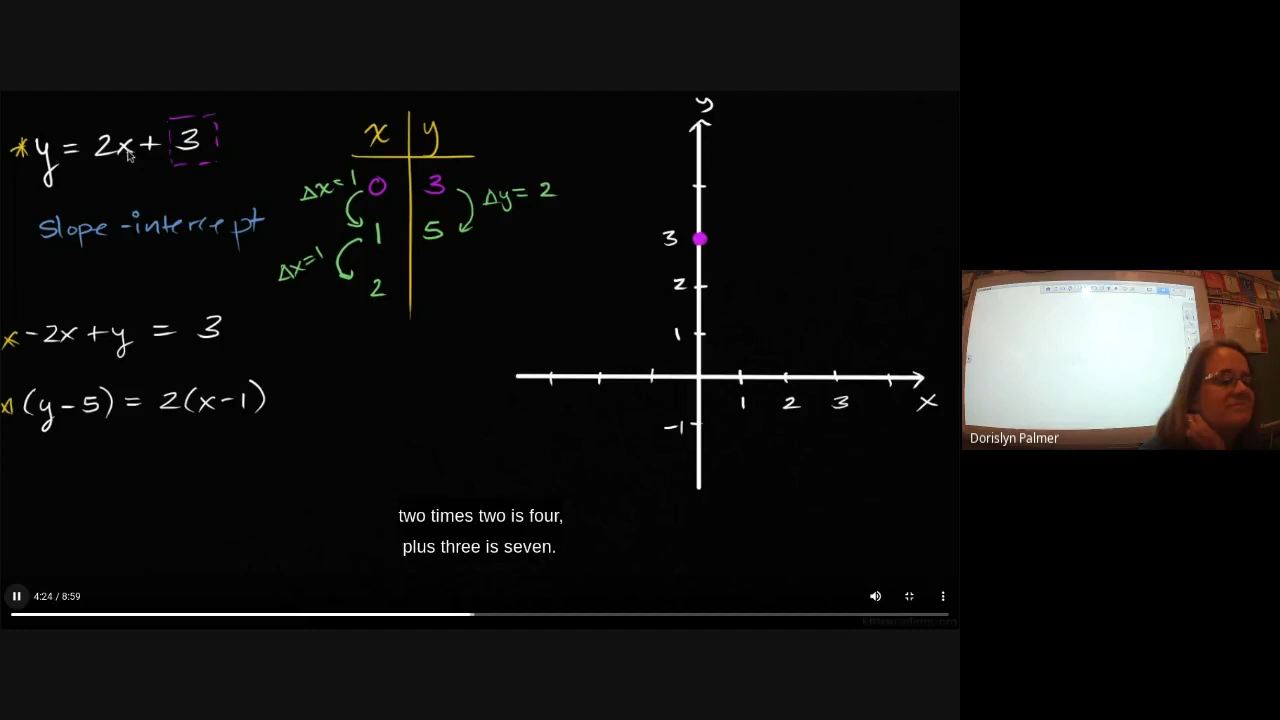 y = 2x + 3
slope-intercept
-2x + y = 3
(y - 5) = 2(x - 1)
x y
Δx=1 0 3 Δy= 2
1 5
Δx=1
2
y
3
2
1
1 2 3 x
-1
two times two is four,
plus three is seven.
4:24 / 8:59
Dorislyn Palmer